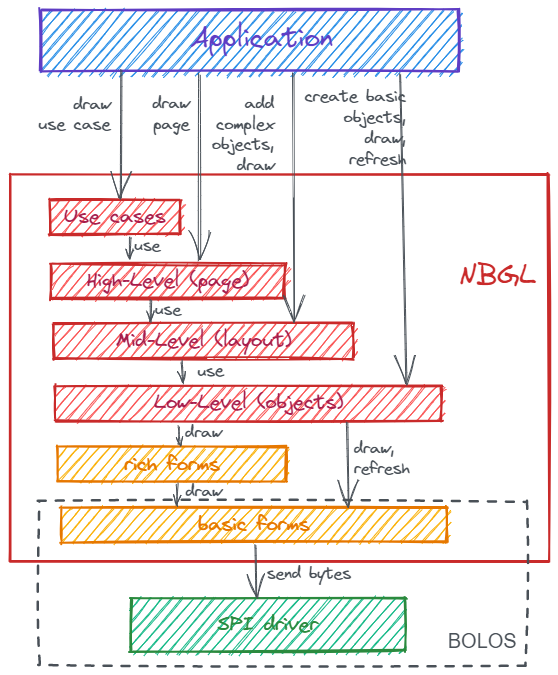 Application
draw
use case
draw
page
add
complex
objects,
draw
create basic
objects,
draw,
refresh
NBGL
Use cases
use
High-Level (page)
use
Mid-Level (layout)
use
Low-Level (objects)
draw
draw,
refresh
rich forms
draw
basic forms
send bytes
SPI driver
BOLOS